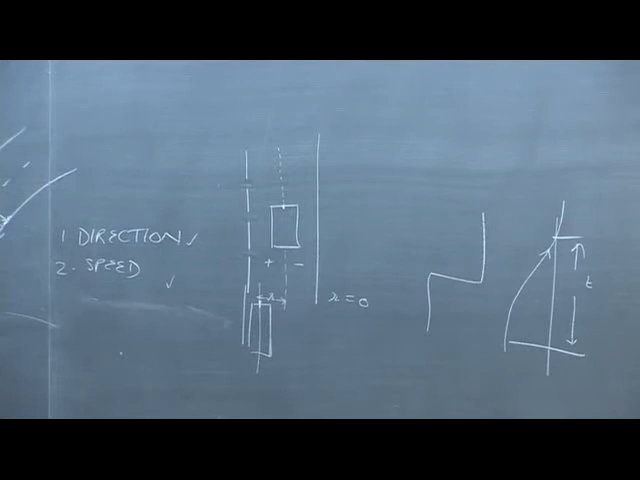 1 DIRECTION ✓
2. SPEED ✓
+ -
x
x=0
t